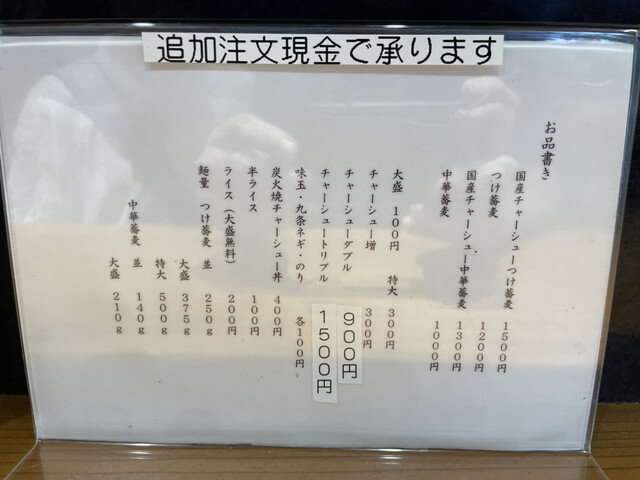 追加注文現金で承ります
お品書き
国産チャーシューつけ蕎麦 1500円
つけ蕎麦 1200円
国産チャーシュー中華蕎麦 1300円
中華蕎麦 1000円
大盛 100円 特大 300円
チャーシュー増 300円
チャーシューダブル 900円
チャーシュートリプル 1500円
味玉・九条ネギ・のり 各100円
炭火焼チャーシュー丼 400円
半ライス 100円
ライス(大盛無料) 200円
麺量 つけ蕎麦 並 250g
大盛 375g
特大 500g
中華蕎麦 並 140g
大盛 210g